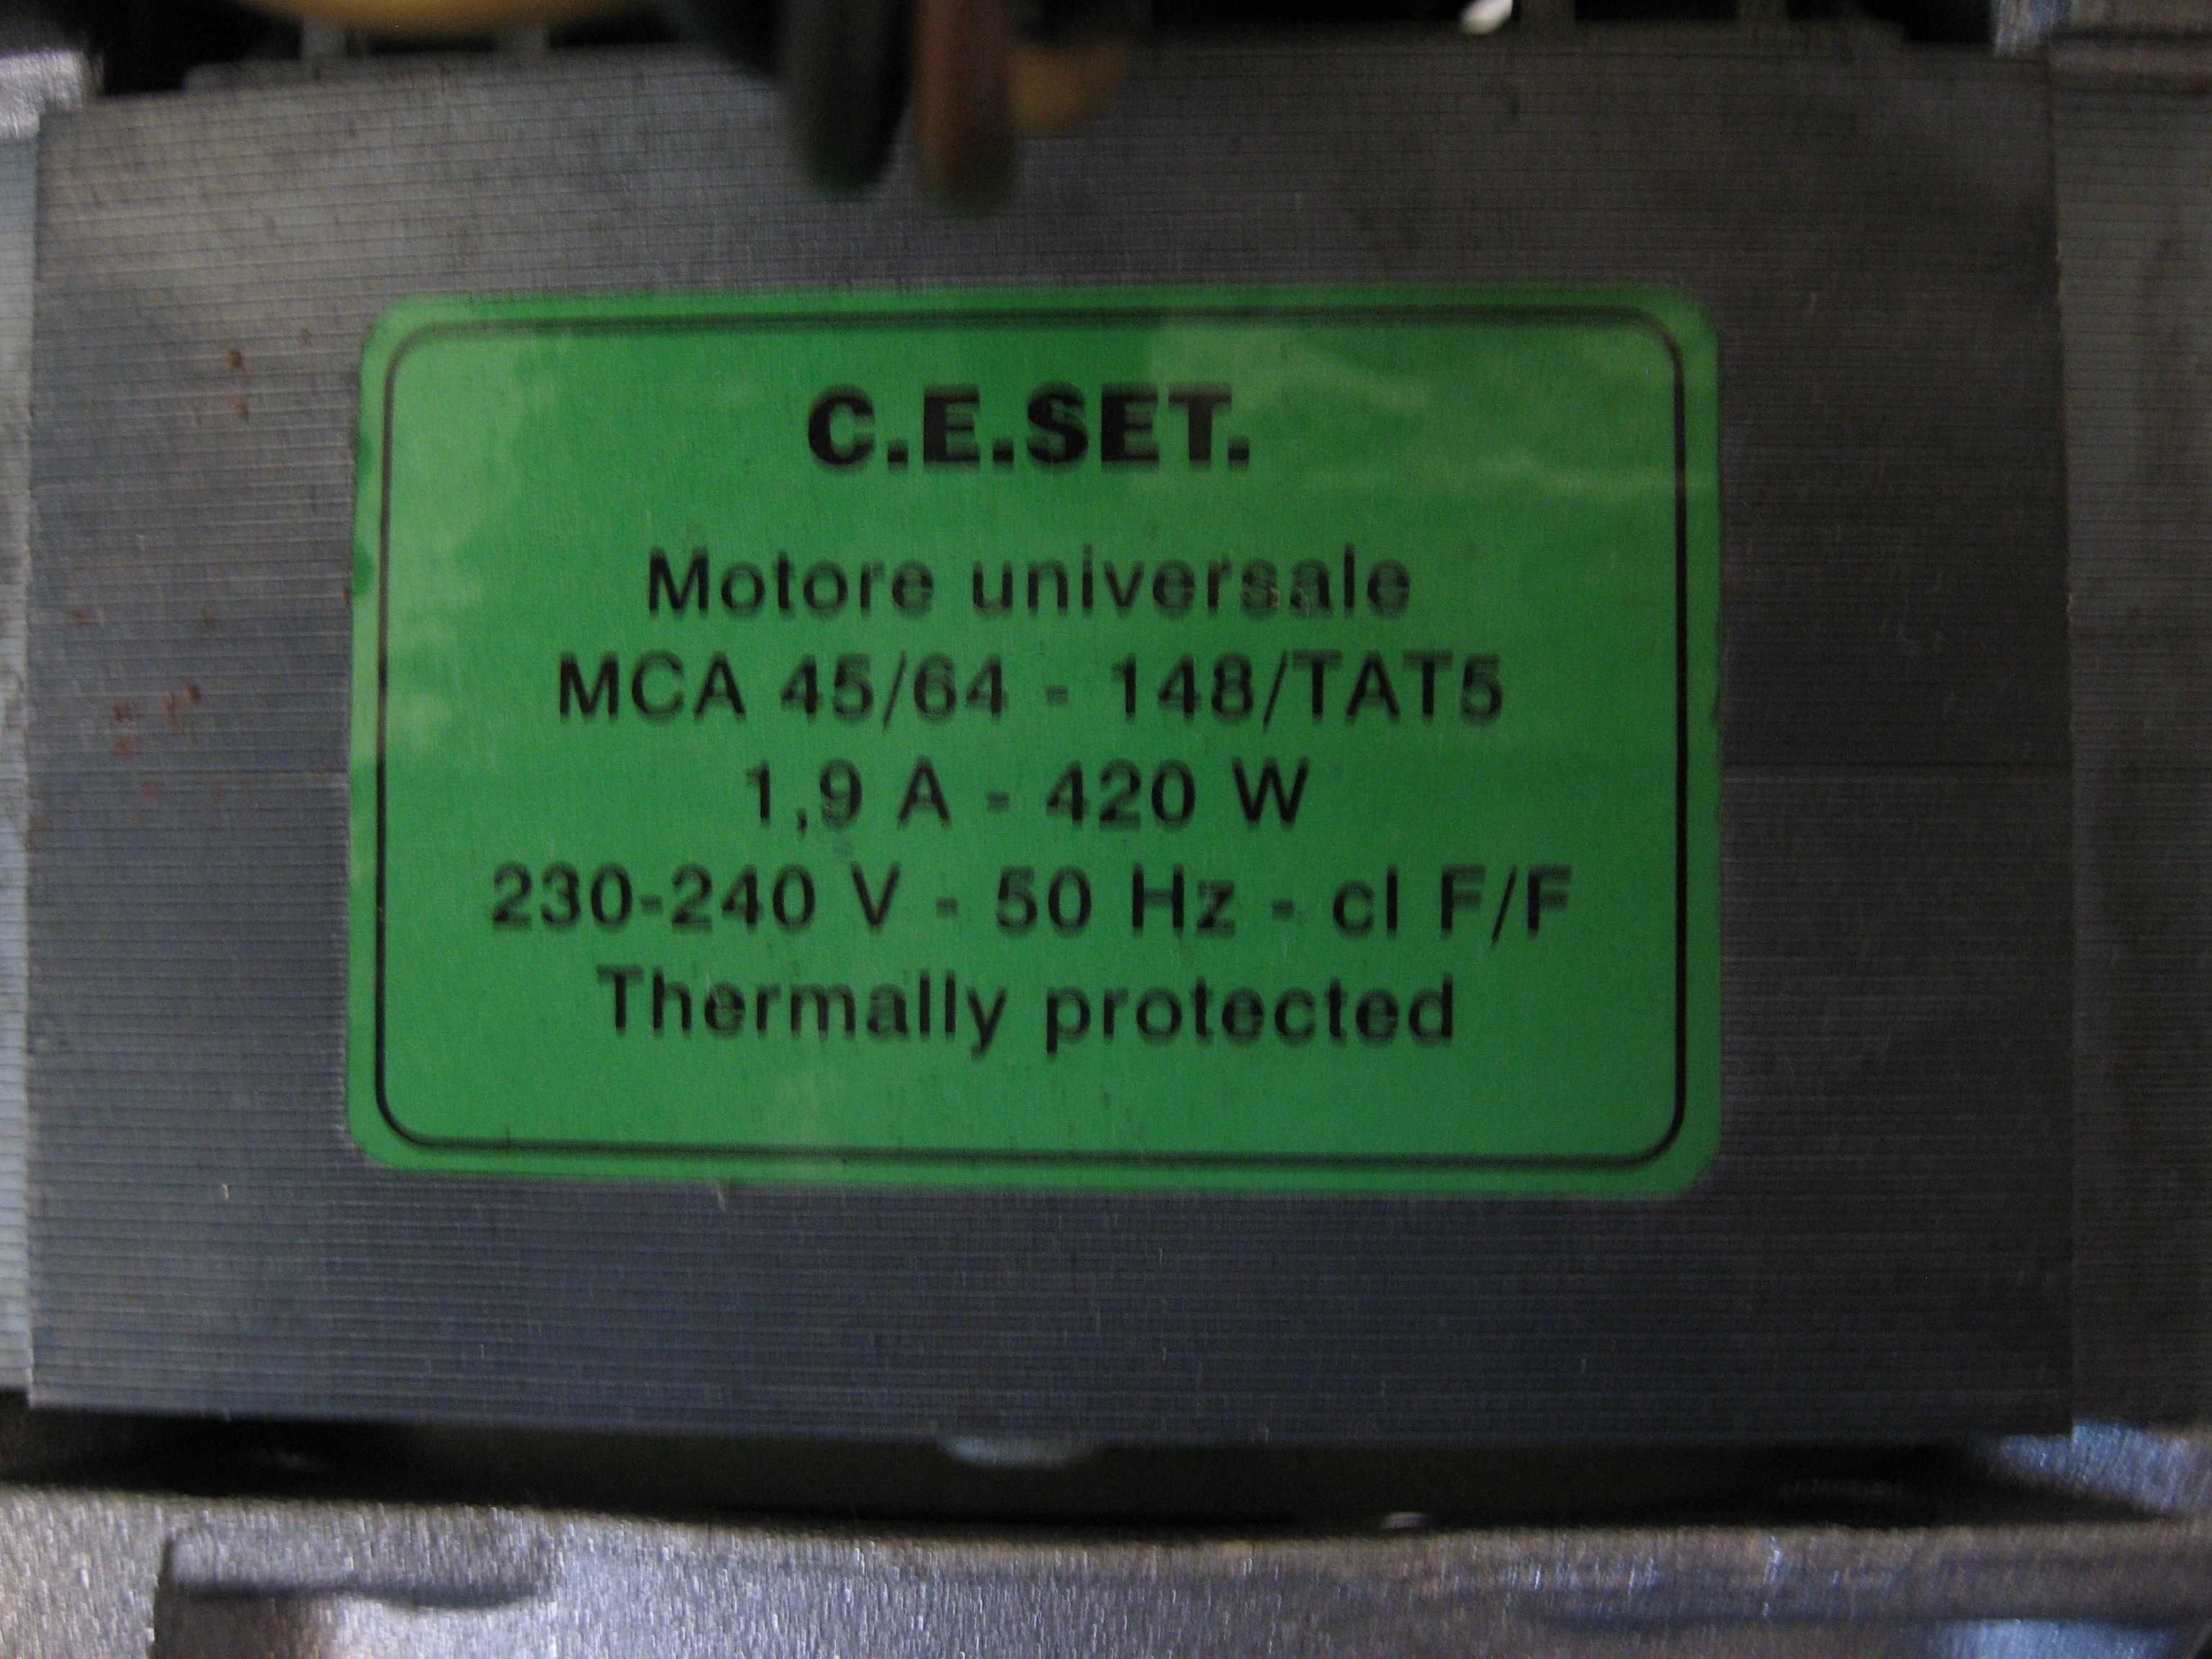 C.E.SET.
Motore universale
MCA 45/64 - 148/TAT5
1,9 A - 420 W
230-240 V - 50 Hz - cl F/F
Thermally protected